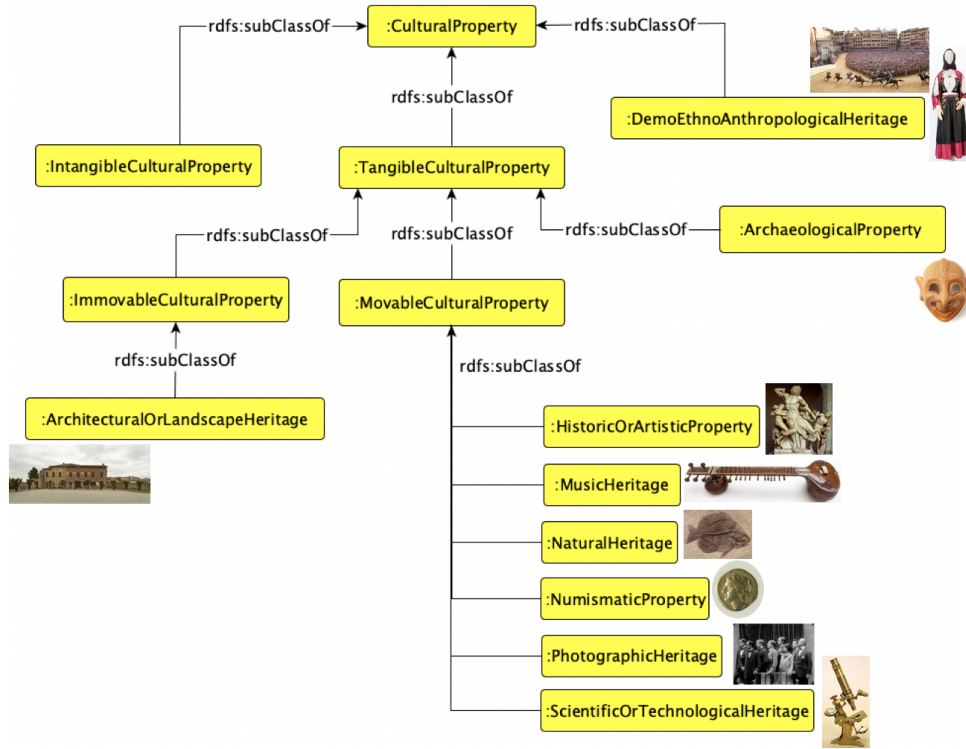 rdfs:subClassOf
:CulturalProperty
rdfs:subClassOf
rdfs:subClassOf
:DemoEthnoAnthropologicalHeritage
:IntangibleCulturalProperty
:TangibleCulturalProperty
rdfs:subClassOf
rdfs:subClassOf
rdfs:subClassOf
:ArchaeologicalProperty
:ImmovableCulturalProperty
:MovableCulturalProperty
rdfs:subClassOf
rdfs:subClassOf
:ArchitecturalOrLandscapeHeritage
:HistoricOrArtisticProperty
:MusicHeritage
:NaturalHeritage
:NumismaticProperty
:PhotographicHeritage
:ScientificOrTechnologicalHeritage